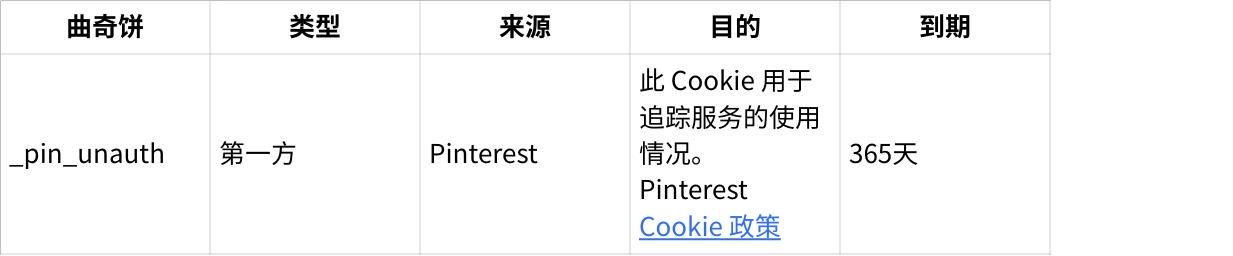 曲奇饼 类型 来源 目的 到期
_pin_unauth 第一方 Pinterest 此 Cookie 用于
追踪服务的使用
情况。
Pinterest
Cookie 政策 365天